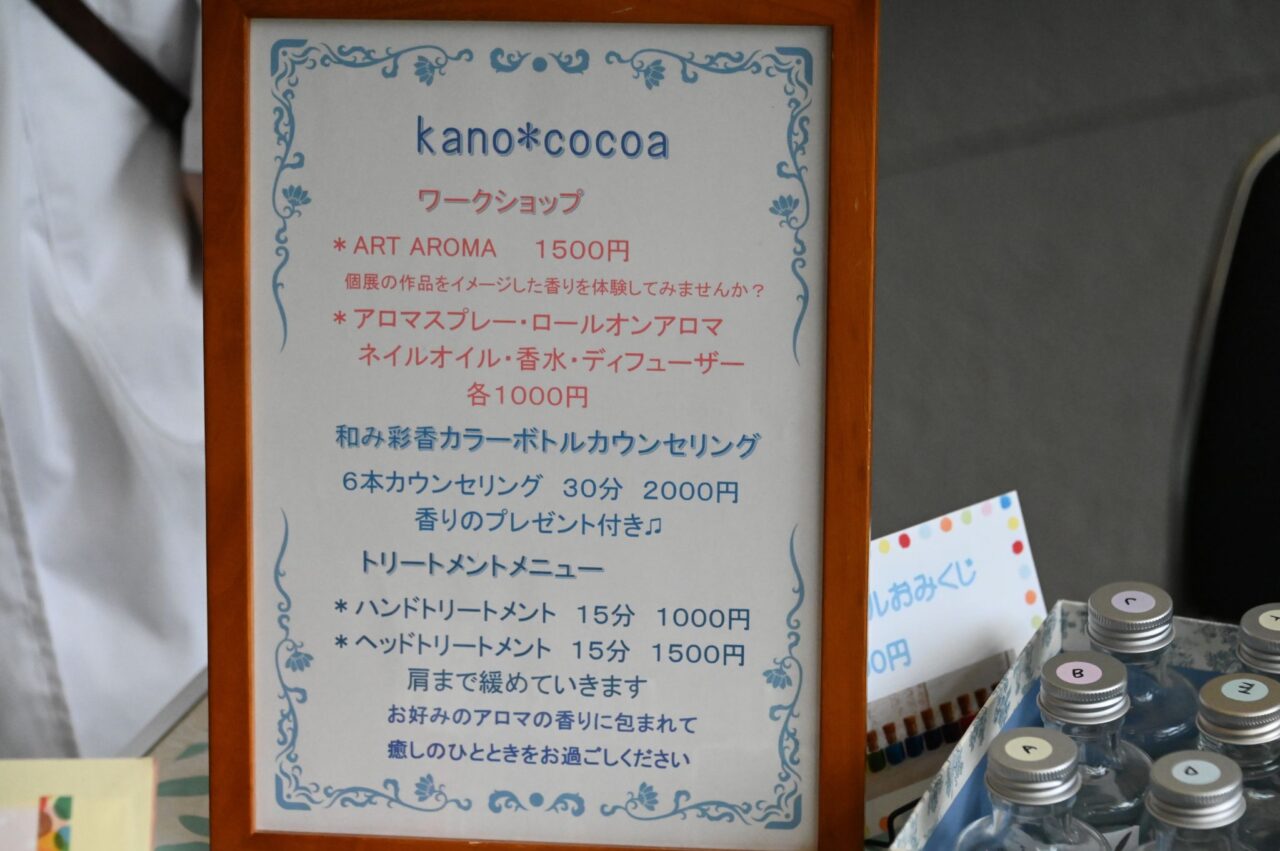 kano*cocoa
ワークショップ
*ART AROMA 1500円
個展の作品をイメージした香りを体験してみませんか？
*アロマスプレー・ロールオンアロマ
ネイルオイル・香水・ディフューザー
各1000円
和み彩香カラーボトルカウンセリング
6本カウンセリング 30分 2000円
香りのプレゼント付き♫
トリートメントメニュー
*ハンドトリートメント 15分 1000円
*ヘッドトリートメント 15分 1500円
肩まで緩めていきます
お好みのアロマの香りに包まれて
癒しのひとときをお過ごしください
ルおみくじ
00円
C
B
A
D